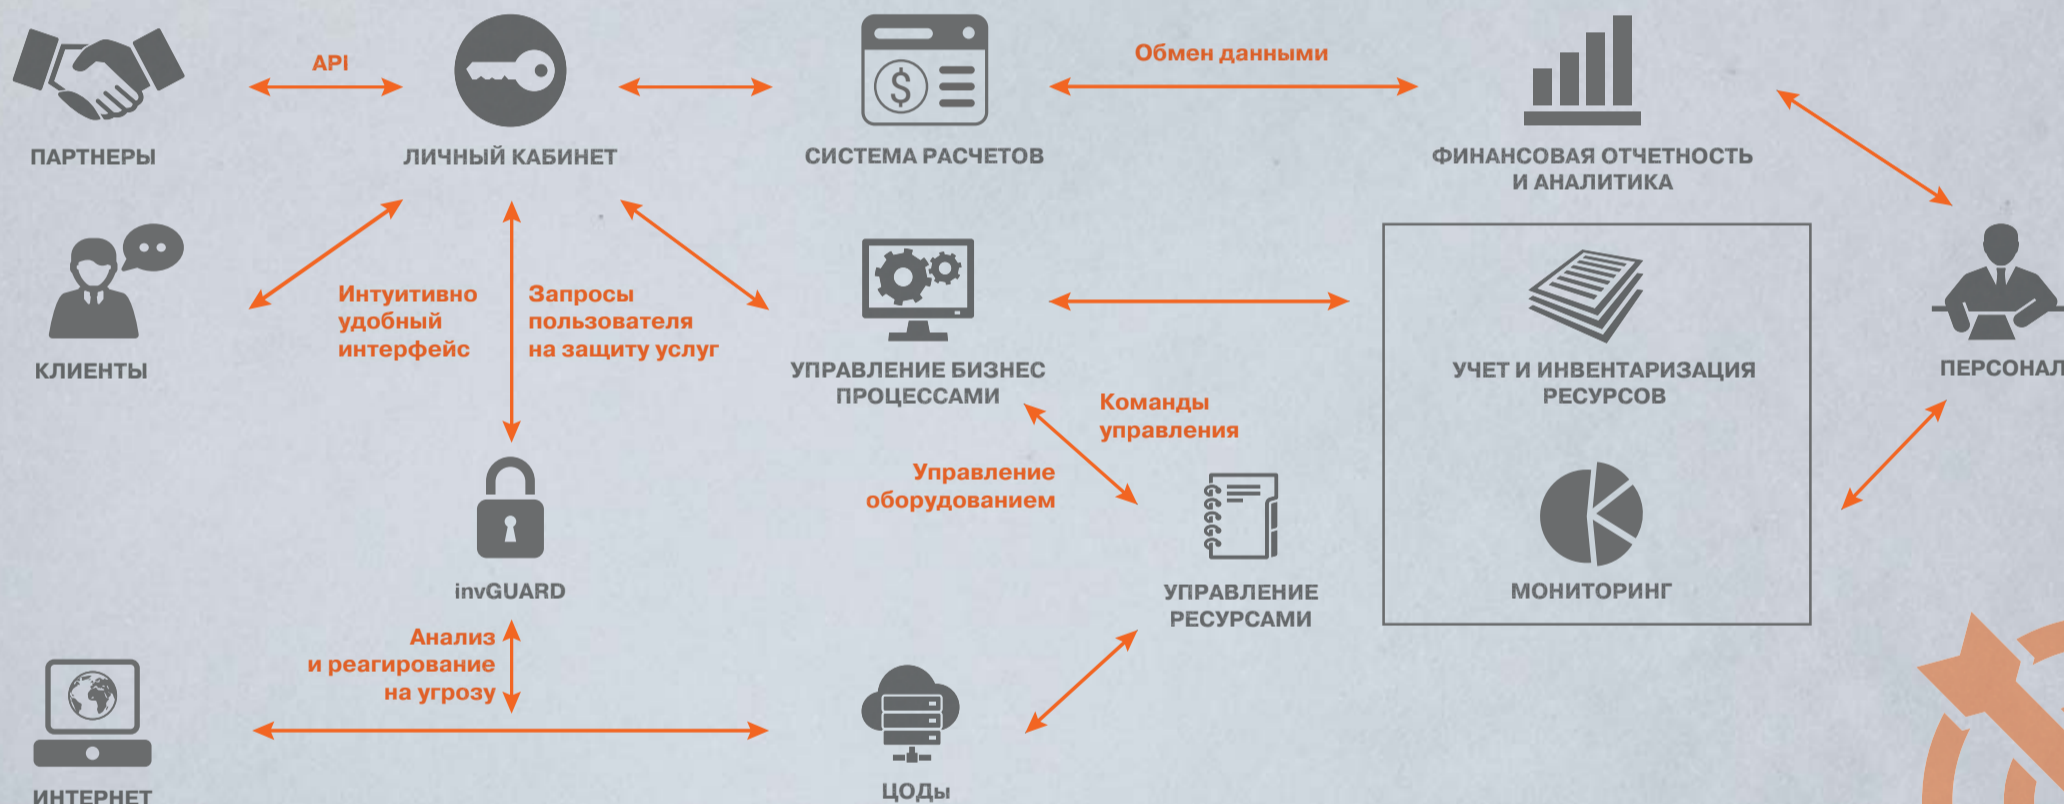 API
Обмен данными
ПАРТНЕРЫ
ЛИЧНЫЙ КАБИНЕТ
СИСТЕМА РАСЧЕТОВ
ФИНАНСОВАЯ ОТЧЕТНОСТЬ
И АНАЛИТИКА
КЛИЕНТЫ
Интуитивно
удобный
интерфейс
Запросы
пользователя
на защиту услуг
УПРАВЛЕНИЕ БИЗНЕС
ПРОЦЕССАМИ
УЧЕТ И ИНВЕНТАРИЗАЦИЯ
РЕСУРСОВ
ПЕРСОНАЛ
Команды
управления
Управление
оборудованием
invGUARD
УПРАВЛЕНИЕ
РЕСУРСАМИ
МОНИТОРИНГ
Анализ
и реагирование
на угрозу
ИНТЕРНЕТ
ЦОДы